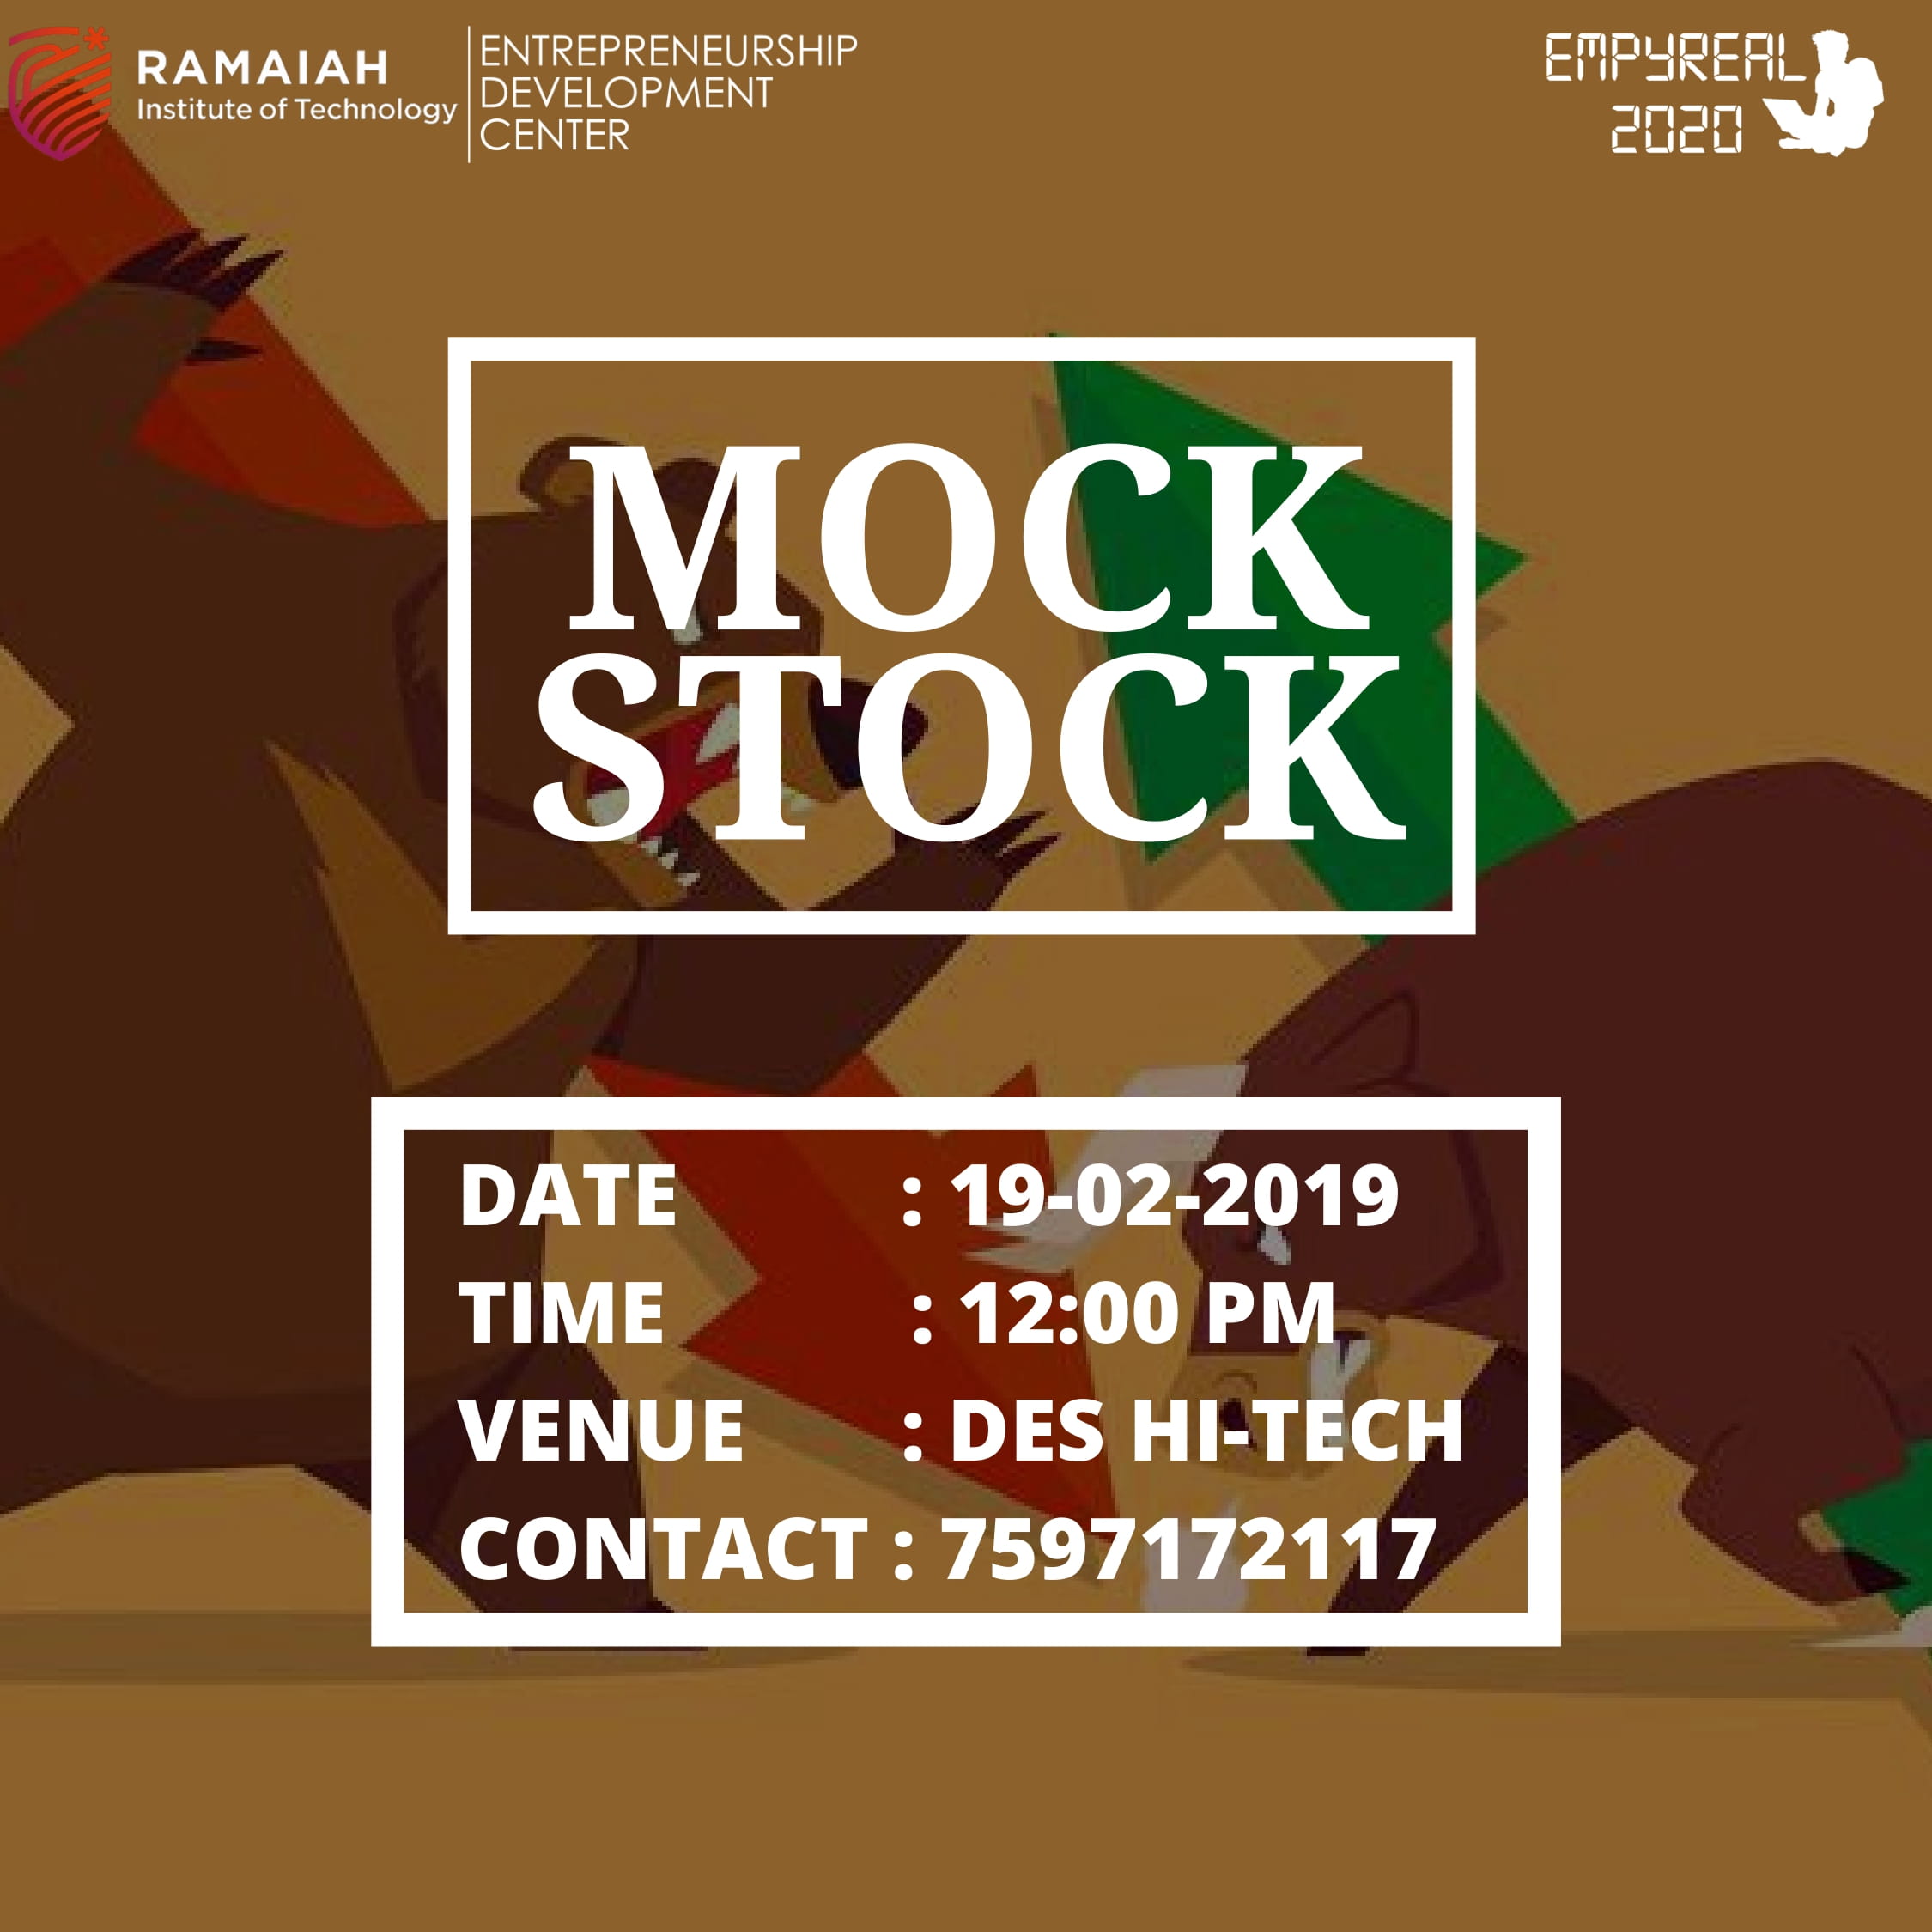 RAMAIAH
Institute of Technology
ENTREPRENEURSHIP
DEVELOPMENT
CENTER
EMPYREAL
2020
MOCK
STOCK
DATE : 19-02-2019
TIME : 12:00 PM
VENUE : DES HI-TECH
CONTACT : 7597172117